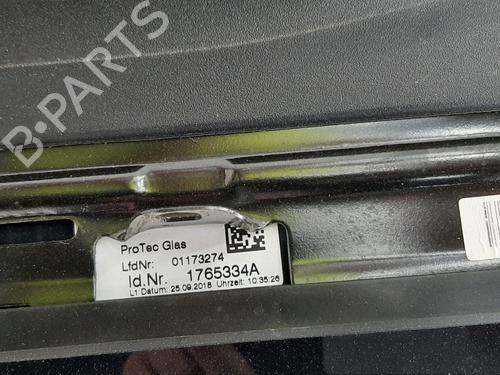 B-PARTS
ProTec Glas
LfdNr: 01173274
Id.Nr. 1765334A
L1 Datum: 25.09.2018 Uhrzeit: 10:35:26